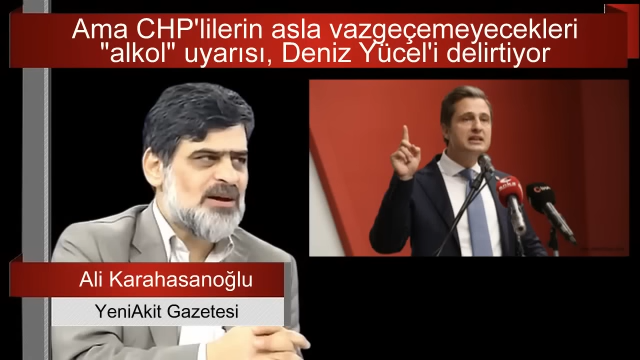 Ama CHP'lilerin asla vazgeçemeyecekleri
"alkol" uyarısı, Deniz Yücel'i delirtiyor
Ali Karahasanoğlu
YeniAkit Gazetesi